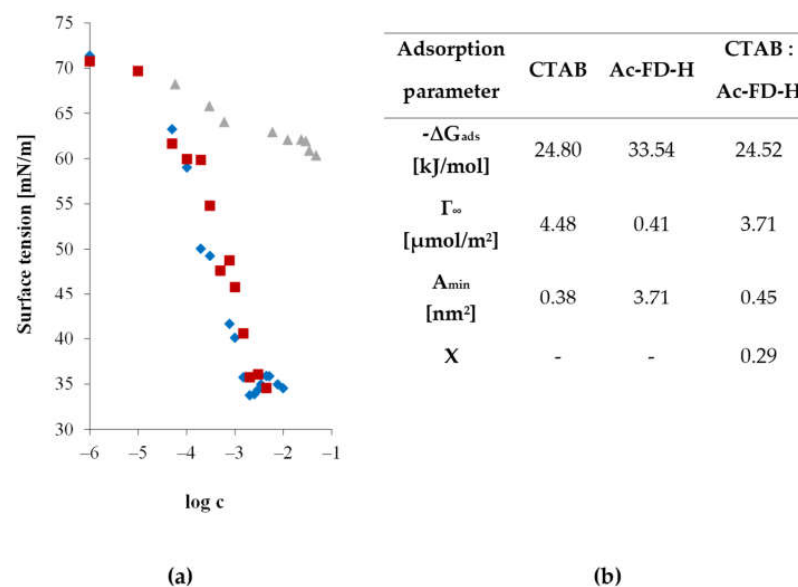 75
70
65
60
55
50
45
40
35
30
Surface tension [mN/m]
–6 –5 –4 –3 –2 –1
log c
(a)
Adsorption parameter CTAB Ac-FD-H CTAB : Ac-FD-H
-ΔGads [kJ/mol] 24.80 33.54 24.52
Γ∞ [µmol/m²] 4.48 0.41 3.71
Amin [nm²] 0.38 3.71 0.45
X - - 0.29
(b)